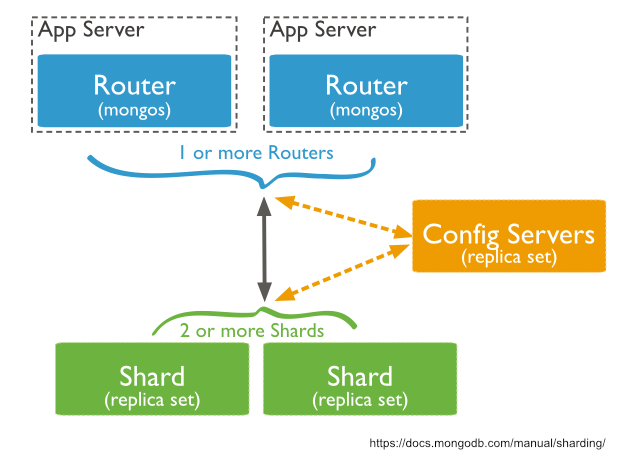 App Server
App Server
Router
(mongos)
Router
(mongos)
1 or more Routers
Config Servers
(replica set)
2 or more Shards
Shard
(replica set)
Shard
(replica set)
https://docs.mongodb.com/manual/sharding/